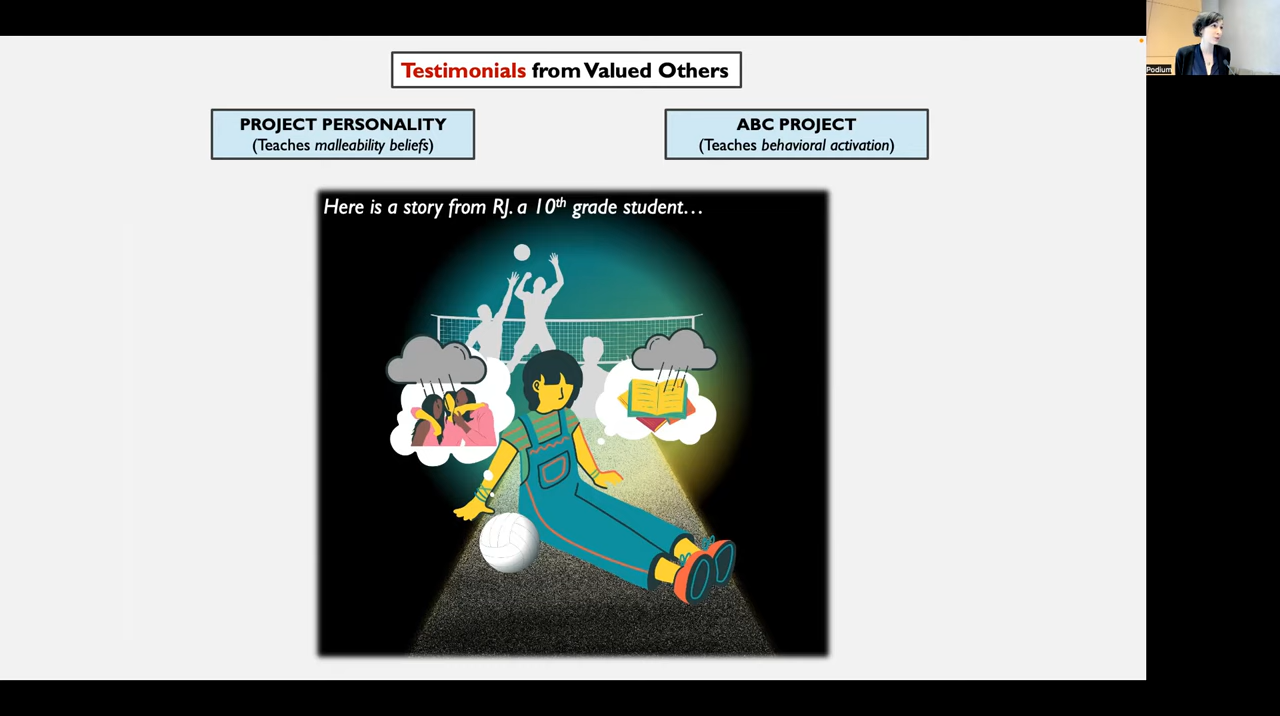 Testimonials from Valued Others
PROJECT PERSONALITY
(Teaches malleability beliefs)
ABC PROJECT
(Teaches behavioral activation)
Here is a story from RJ. a 10th grade student…
Podium